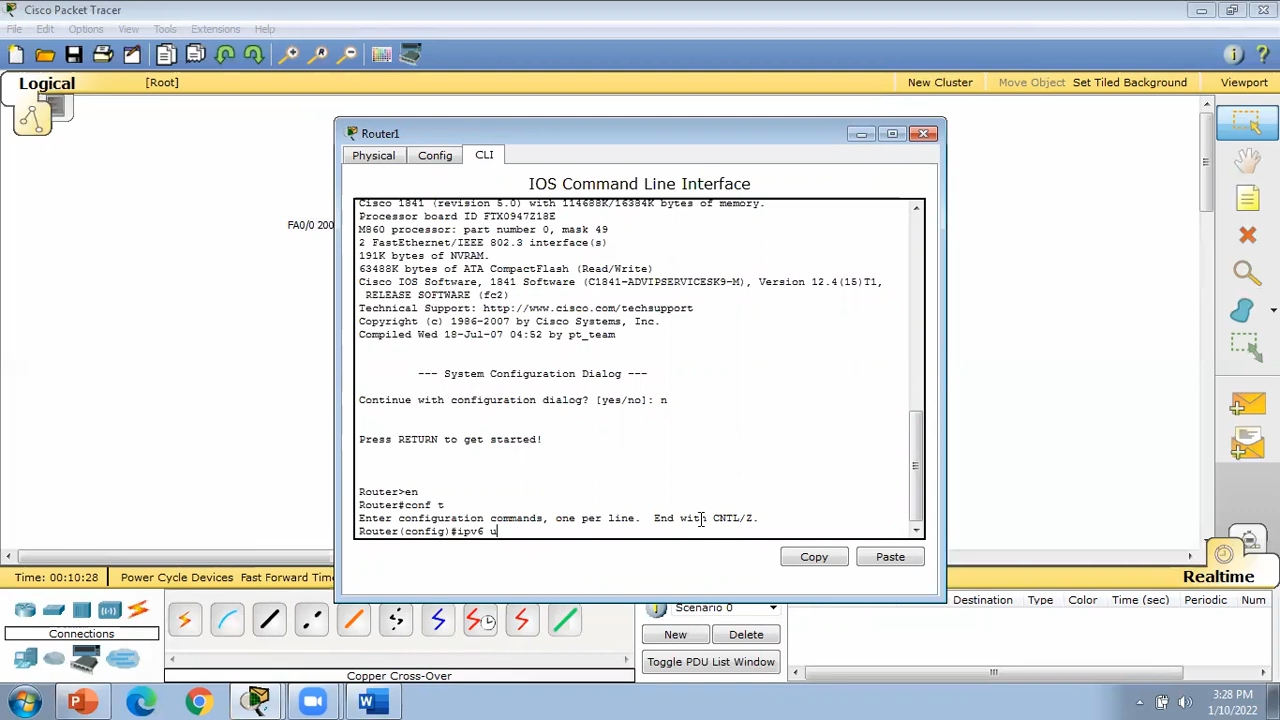 Cisco Packet Tracer
File Edit Options View Tools Extensions Help
Logical [Root] New Cluster Move Object Set Tiled Background Viewport
FA0/0 200
Router1
Physical Config CLI
IOS Command Line Interface
Cisco 1841 (revision 5.0) with 114688K/16384K bytes of memory.
Processor board ID FTX0947Z18E
M860 processor: part number 0, mask 49
2 FastEthernet/IEEE 802.3 interface(s)
191K bytes of NVRAM.
63488K bytes of ATA CompactFlash (Read/Write)
Cisco IOS Software, 1841 Software (C1841-ADVIPSERVICESK9-M), Version 12.4(15)T1,
RELEASE SOFTWARE (fc2)
Technical Support: http://www.cisco.com/techsupport
Copyright (c) 1986-2007 by Cisco Systems, Inc.
Compiled Wed 18-Jul-07 04:52 by pt_team
--- System Configuration Dialog ---
Continue with configuration dialog? [yes/no]: n
Press RETURN to get started!
Router>en
Router#conf t
Enter configuration commands, one per line. End with CNTL/Z.
Router(config)#ipv6 u
Copy Paste
Time: 00:10:28 Power Cycle Devices Fast Forward Time
Realtime
Scenario 0
New Delete
Toggle PDU List Window
Destination Type Color Time (sec) Periodic Num
Connections
Copper Cross-Over
3:28 PM
1/10/2022